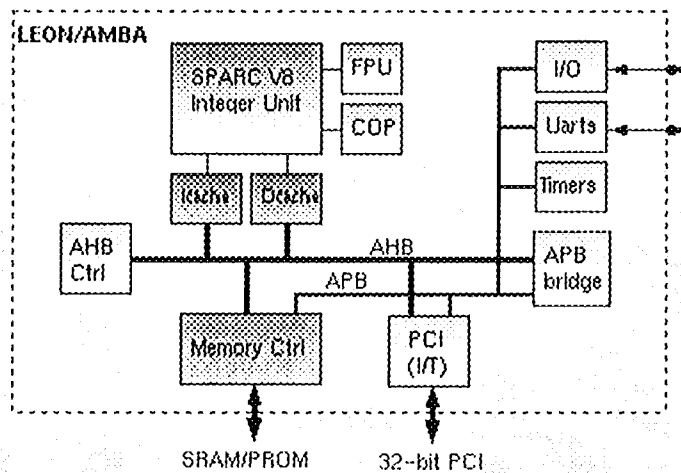 LEON/AMBA
SPARC V8
Integer Unit
FPU
COP
I/O
Uarts
Timers
Icache
Dcache
AHB
Ctrl
AHB
APB
APB
bridge
Memory Ctrl
PCI
(I/T)
SRAM/PROM
32-bit PCI